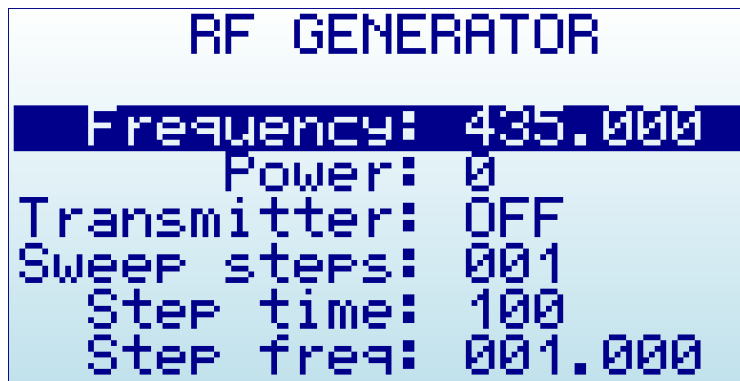 RF GENERATOR
Frequency: 435.000
Power: 0
Transmitter: OFF
Sweep steps: 001
Step time: 100
Step freq: 001.000